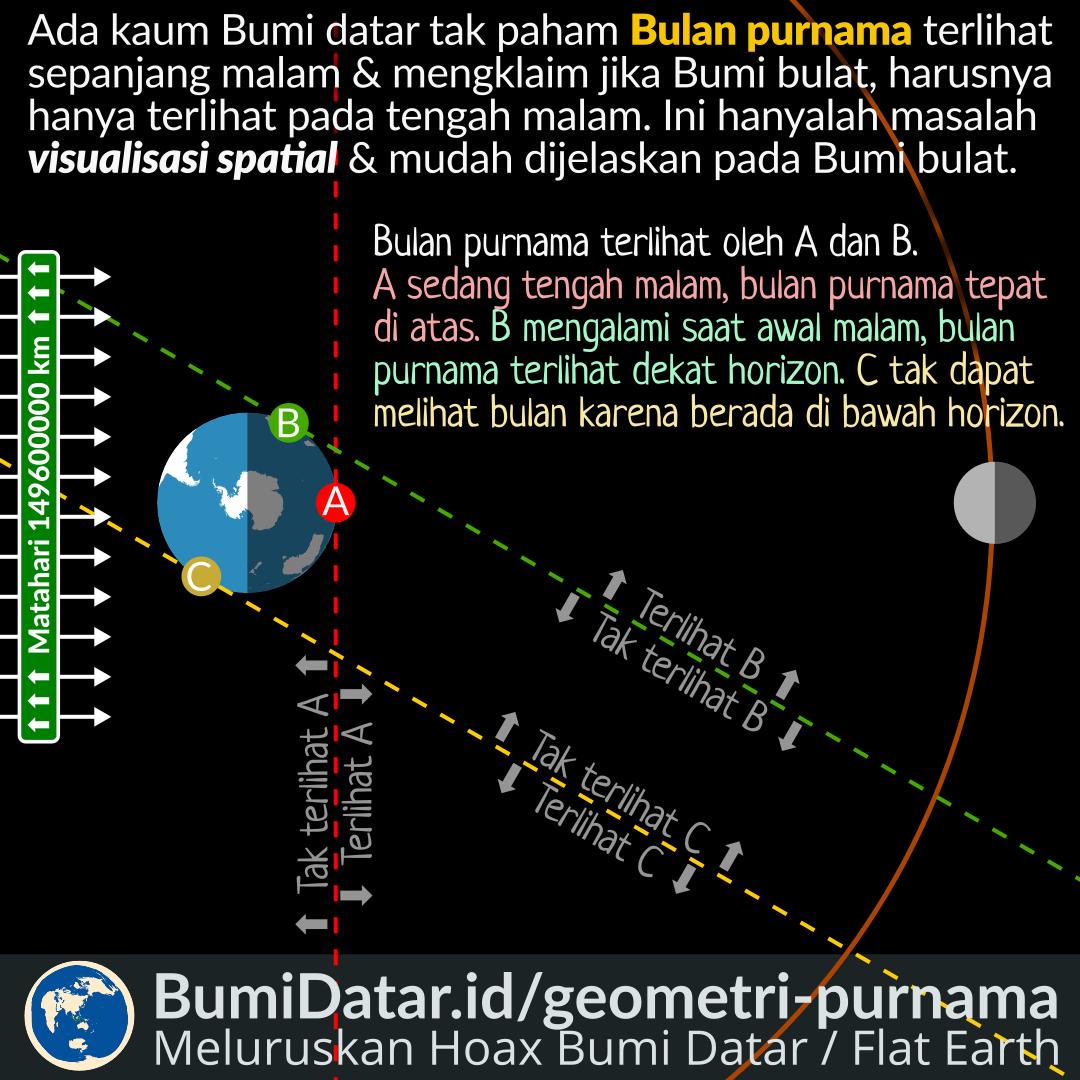 Ada kaum Bumi datar tak paham Bulan purnama terlihat
sepanjang malam & mengklaim jika Bumi bulat, harusnya
hanya terlihat pada tengah malam. Ini hanyalah masalah
visualisasi spatial & mudah dijelaskan pada Bumi bulat.
Bulan purnama terlihat oleh A dan B.
A sedang tengah malam, bulan purnama tepat
di atas. B mengalami saat awal malam, bulan
purnama terlihat dekat horizon. C tak dapat
melihat bulan karena berada di bawah horizon.
Matahari 149600000 km
B
A
C
Terlihat B
Tak terlihat B
Tak terlihat C
Terlihat C
Tak terlihat A
Terlihat A
BumiDatar.id/geometri-purnama
Meluruskan Hoax Bumi Datar / Flat Earth